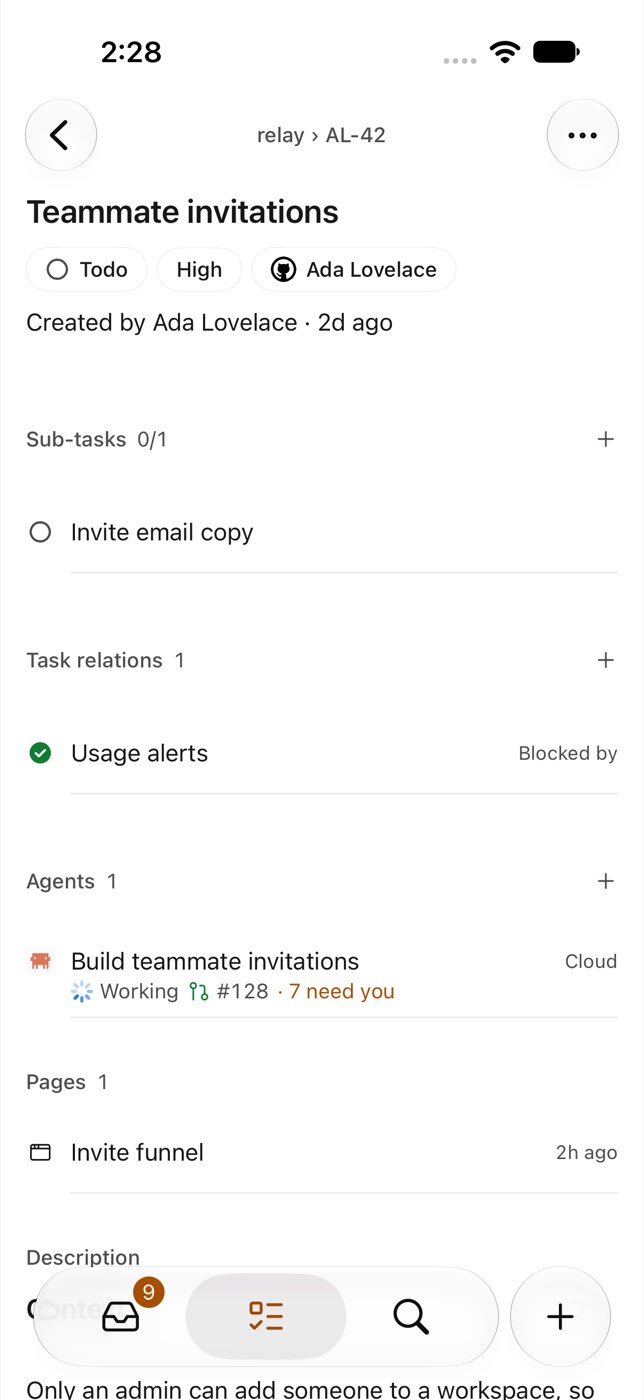 2:28
relay › AL-42
Teammate invitations
Todo
High
Ada Lovelace
Created by Ada Lovelace · 2d ago
Sub-tasks 0/1
Invite email copy
Task relations 1
Usage alerts
Blocked by
Agents 1
Build teammate invitations
Cloud
Working #128 · 7 need you
Pages 1
Invite funnel
2h ago
Description
9
Only an admin can add someone to a workspace, so